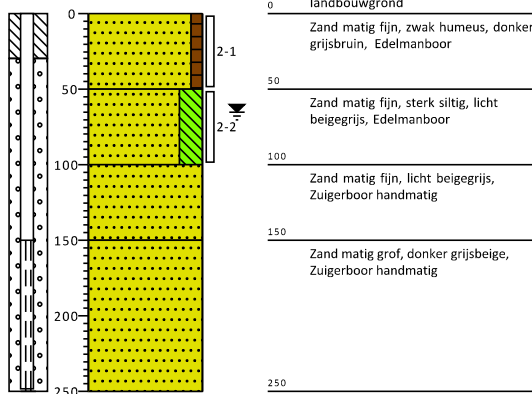 landbouwgrond
0
0
Zand matig fijn, zwak humeus, donker
grijsbruin, Edelmanboor
2-1
50
50
Zand matig fijn, sterk siltig, licht
beigegrijs, Edelmanboor
2-2
100
100
Zand matig fijn, licht beigegrijs,
Zuigerboor handmatig
150
150
Zand matig grof, donker grijsbeige,
Zuigerboor handmatig
200
250
250